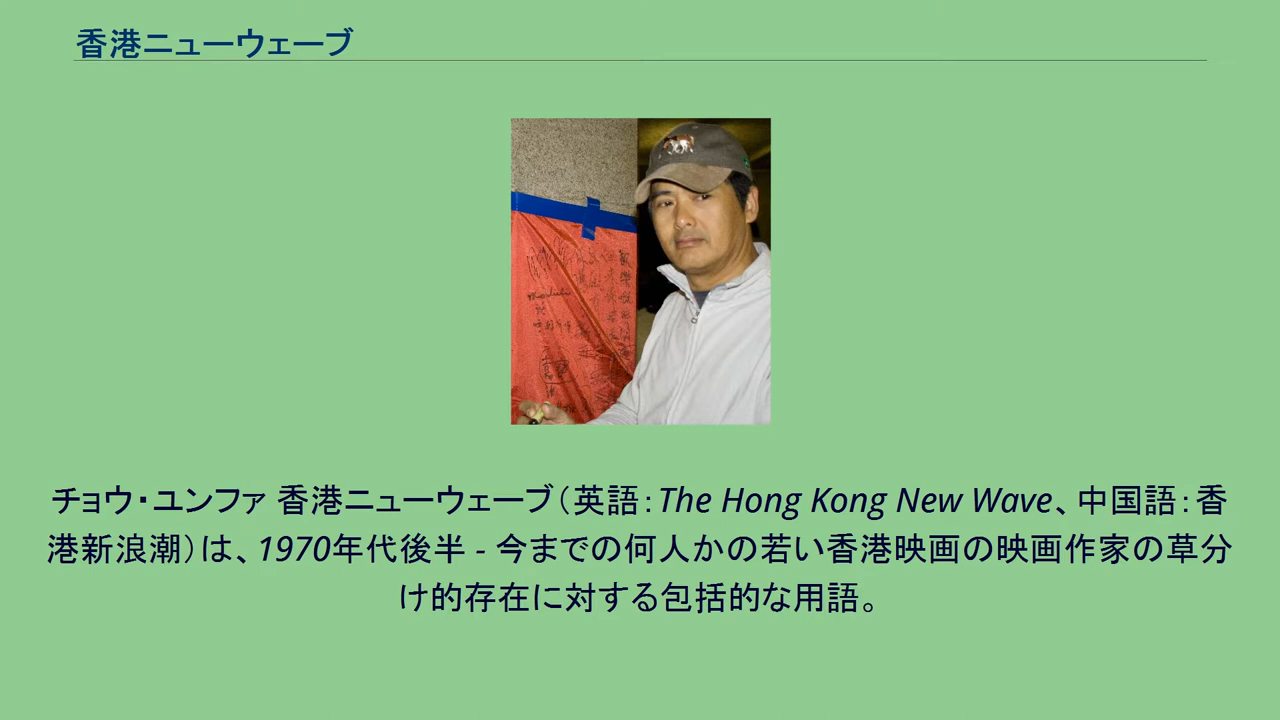 香港ニューウェーブ
チョウ・ユンファ 香港ニューウェーブ（英語：The Hong Kong New Wave、中国語：香
港新浪潮）は、1970年代後半 - 今までの何人かの若い香港映画の映画作家の草分
け的存在に対する包括的な用語。